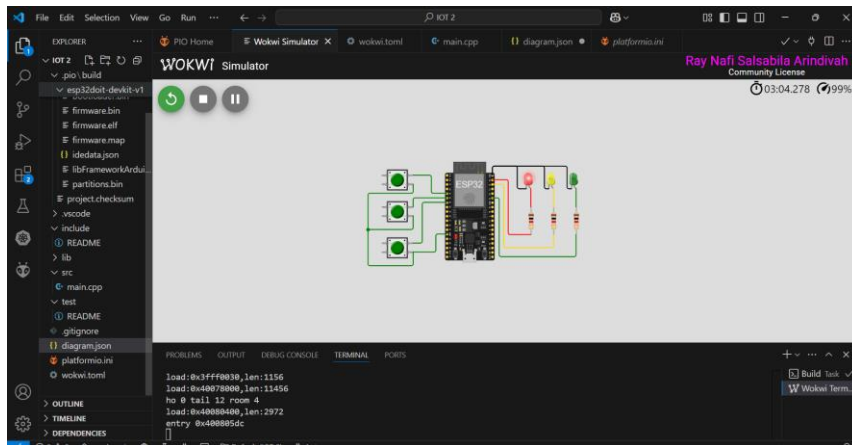 File Edit Selection View Go Run ··· IOT 2
EXPLORER ··· PIO Home Wokwi Simulator wokwi.toml main.cpp diagram.json platformio.ini ···
IOT 2
.pio\build
esp32doit-devkit-v1
firmware.bin
firmware.elf
firmware.map
idedata.json
libFrameworkArdui...
partitions.bin
project.checksum
.vscode
include
README
lib
src
main.cpp
test
README
.gitignore
diagram.json
platformio.ini
wokwi.toml
OUTLINE
TIMELINE
DEPENDENCIES
WOKWI Simulator
Ray Nafi Salsabila Arindivah
Community License
03:04.278 99%
ESP32
PROBLEMS OUTPUT DEBUG CONSOLE TERMINAL PORTS
load:0x3fff0030,len:1156
load:0x40078000,len:11456
ho 0 tail 12 room 4
load:0x40080400,len:2972
entry 0x400805dc
Build Task
Wokwi Term...